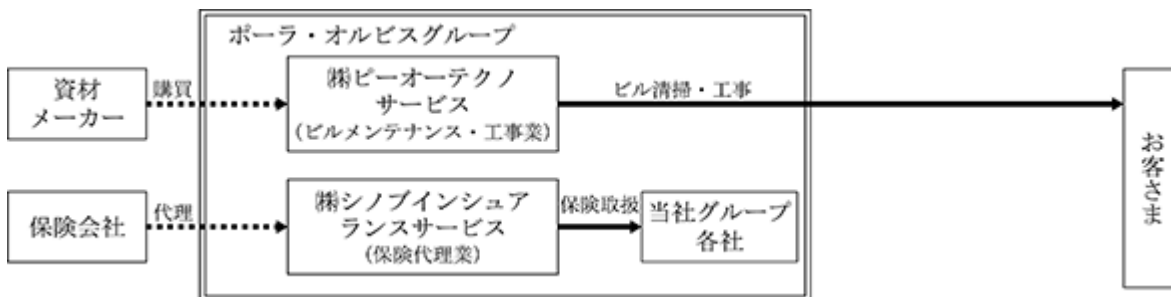 ポーラ・オルビスグループ
資材
メーカー
購買
㈱ピーオーテクノ
サービス
(ビルメンテナンス・工事業)
ビル清掃・工事
お客さま
保険会社
代理
㈱シノブインシュア
ランスサービス
(保険代理業)
保険取扱
当社グループ
各社